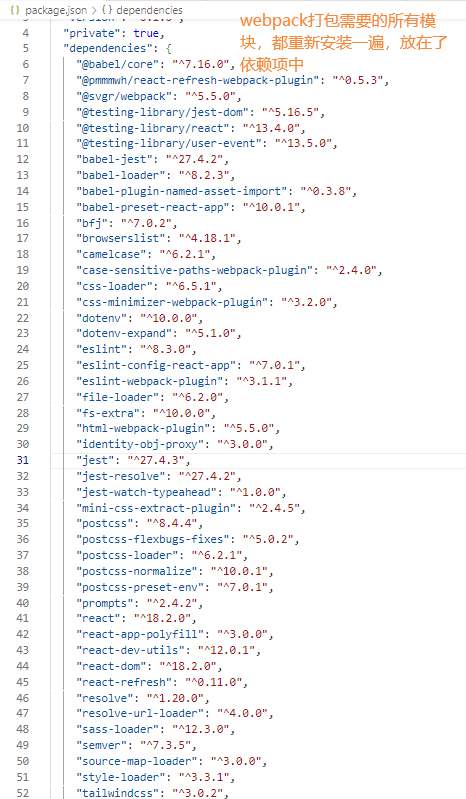 package.json > dependencies
webpack打包需要的所有模
块，都重新安装一遍，放在了
依赖项中
4 "private": true,
5 "dependencies": {
6 "@babel/core": "^7.16.0",
7 "@pmmmwh/react-refresh-webpack-plugin": "^0.5.3",
8 "@svgr/webpack": "^5.5.0",
9 "@testing-library/jest-dom": "^5.16.5",
10 "@testing-library/react": "^13.4.0",
11 "@testing-library/user-event": "^13.5.0",
12 "babel-jest": "^27.4.2",
13 "babel-loader": "^8.2.3",
14 "babel-plugin-named-asset-import": "^0.3.8",
15 "babel-preset-react-app": "^10.0.1",
16 "bfj": "^7.0.2",
17 "browserslist": "^4.18.1",
18 "camelcase": "^6.2.1",
19 "case-sensitive-paths-webpack-plugin": "^2.4.0",
20 "css-loader": "^6.5.1",
21 "css-minimizer-webpack-plugin": "^3.2.0",
22 "dotenv": "^10.0.0",
23 "dotenv-expand": "^5.1.0",
24 "eslint": "^8.3.0",
25 "eslint-config-react-app": "^7.0.1",
26 "eslint-webpack-plugin": "^3.1.1",
27 "file-loader": "^6.2.0",
28 "fs-extra": "^10.0.0",
29 "html-webpack-plugin": "^5.5.0",
30 "identity-obj-proxy": "^3.0.0",
31 "jest": "^27.4.3",
32 "jest-resolve": "^27.4.2",
33 "jest-watch-typeahead": "^1.0.0",
34 "mini-css-extract-plugin": "^2.4.5",
35 "postcss": "^8.4.4",
36 "postcss-flexbugs-fixes": "^5.0.2",
37 "postcss-loader": "^6.2.1",
38 "postcss-normalize": "^10.0.1",
39 "postcss-preset-env": "^7.0.1",
40 "prompts": "^2.4.2",
41 "react": "^18.2.0",
42 "react-app-polyfill": "^3.0.0",
43 "react-dev-utils": "^12.0.1",
44 "react-dom": "^18.2.0",
45 "react-refresh": "^0.11.0",
46 "resolve": "^1.20.0",
47 "resolve-url-loader": "^4.0.0",
48 "sass-loader": "^12.3.0",
49 "semver": "^7.3.5",
50 "source-map-loader": "^3.0.0",
51 "style-loader": "^3.3.1",
52 "tailwindcss": "^3.0.2",